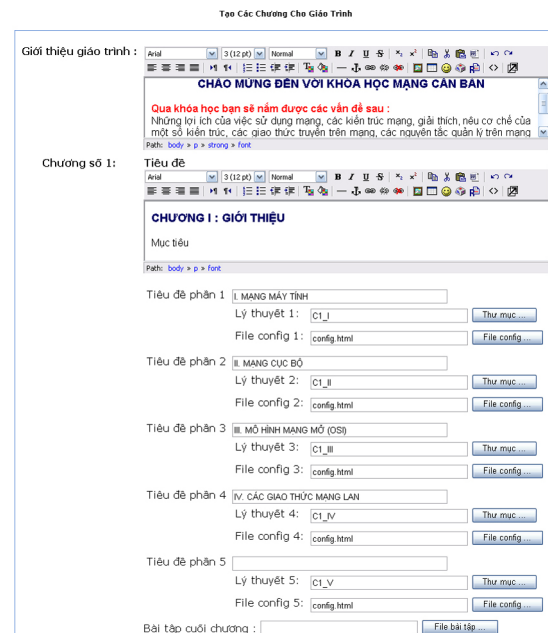 Tạo Các Chương Cho Giáo Trình
Giới thiệu giáo trình :
Arial 3 (12 pt) Normal B I U S
CHÀO MỪNG ĐẾN VỚI KHÓA HỌC MẠNG CĂN BẢN
Qua khóa học bạn sẽ nắm được các vấn đề sau :
Những lợi ích của việc sử dụng mạng, các kiến trúc mạng, giải thích, nêu cơ chế của
một số kiến trúc, các giao thức truyền trên mạng, các nguyên tắc quản lý trên mạng
Path: body » p » strong » font
Chương số 1: Tiêu đề
Arial 3 (12 pt) Normal B I U S
CHƯƠNG I : GIỚI THIỆU
Mục tiêu
Path: body » p » font
Tiêu đề phần 1 I. MẠNG MÁY TÍNH
Lý thuyết 1: C1_I Thư mục ...
File config 1: config.html File config ...
Tiêu đề phần 2 II. MẠNG CỤC BỘ
Lý thuyết 2: C1_II Thư mục ...
File config 2: config.html File config ...
Tiêu đề phần 3 III. MÔ HÌNH MẠNG MỞ (OSI)
Lý thuyết 3: C1_III Thư mục ...
File config 3: config.html File config ...
Tiêu đề phần 4 IV. CÁC GIAO THỨC MẠNG LAN
Lý thuyết 4: C1_IV Thư mục ...
File config 4: config.html File config ...
Tiêu đề phần 5
Lý thuyết 5: C1_V Thư mục ...
File config 5: config.html File config ...
Bài tập cuối chương : File bài tập ...